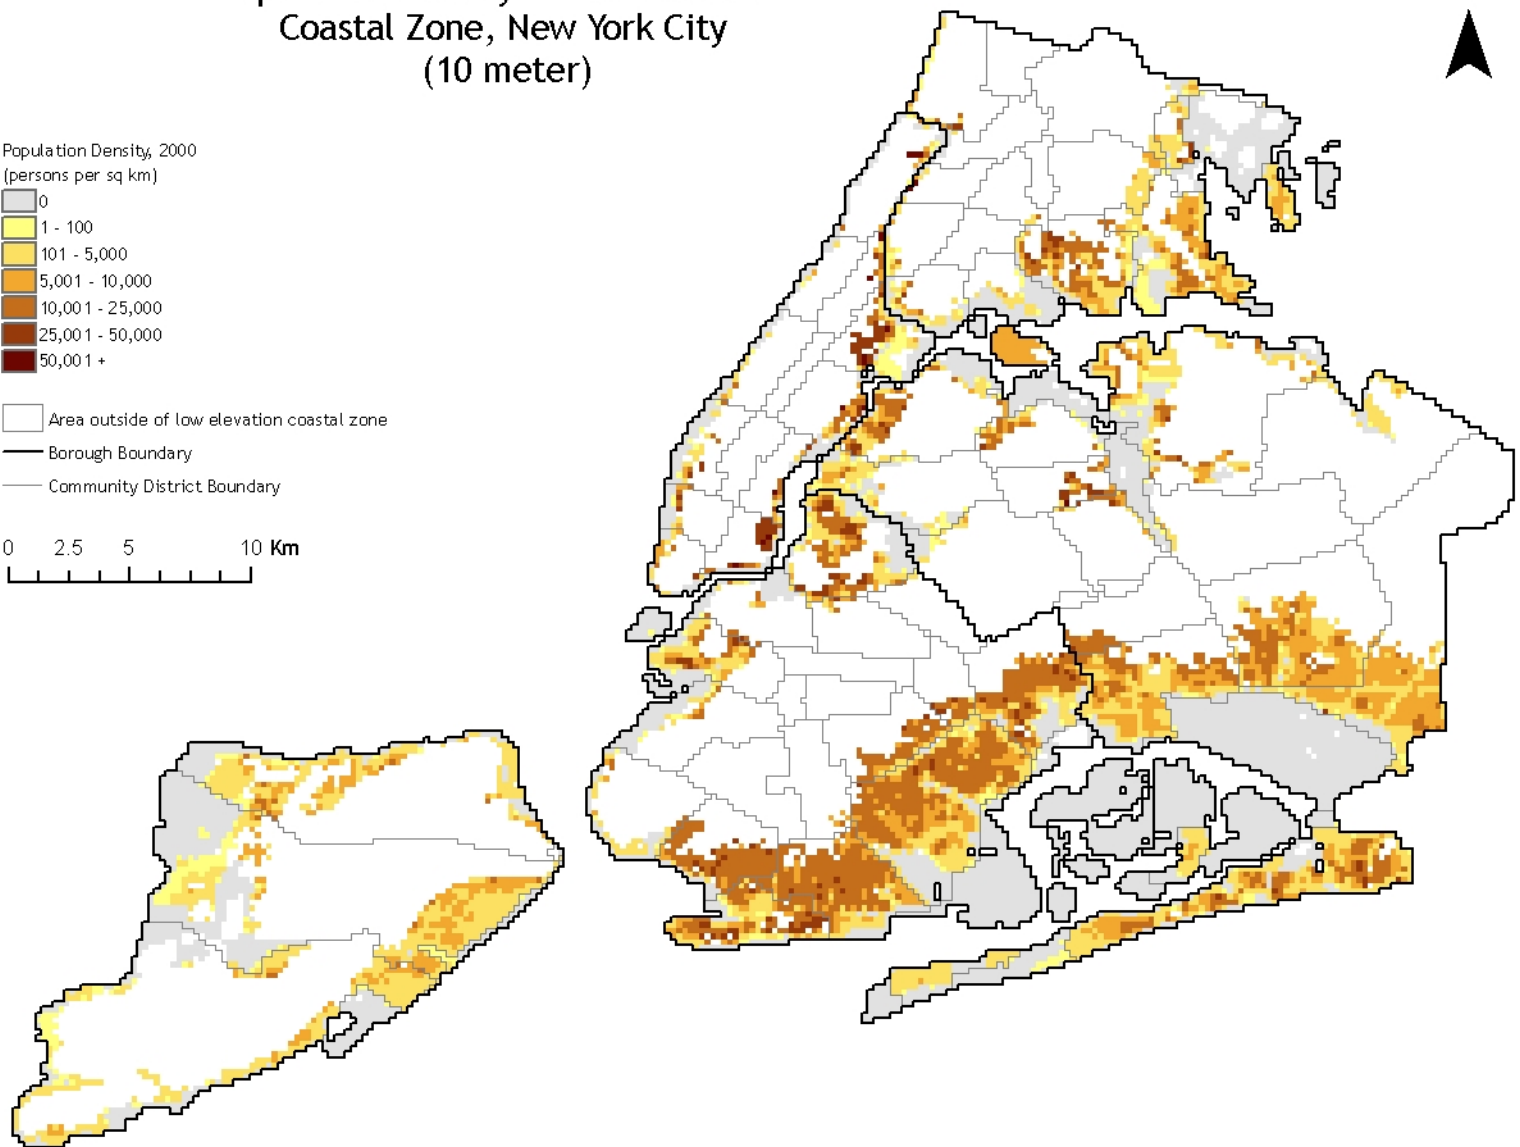 Coastal Zone, New York City
(10 meter)
Population Density, 2000
(persons per sq km)
0
1 - 100
101 - 5,000
5,001 - 10,000
10,001 - 25,000
25,001 - 50,000
50,001 +
Area outside of low elevation coastal zone
Borough Boundary
Community District Boundary
0 2.5 5 10 Km